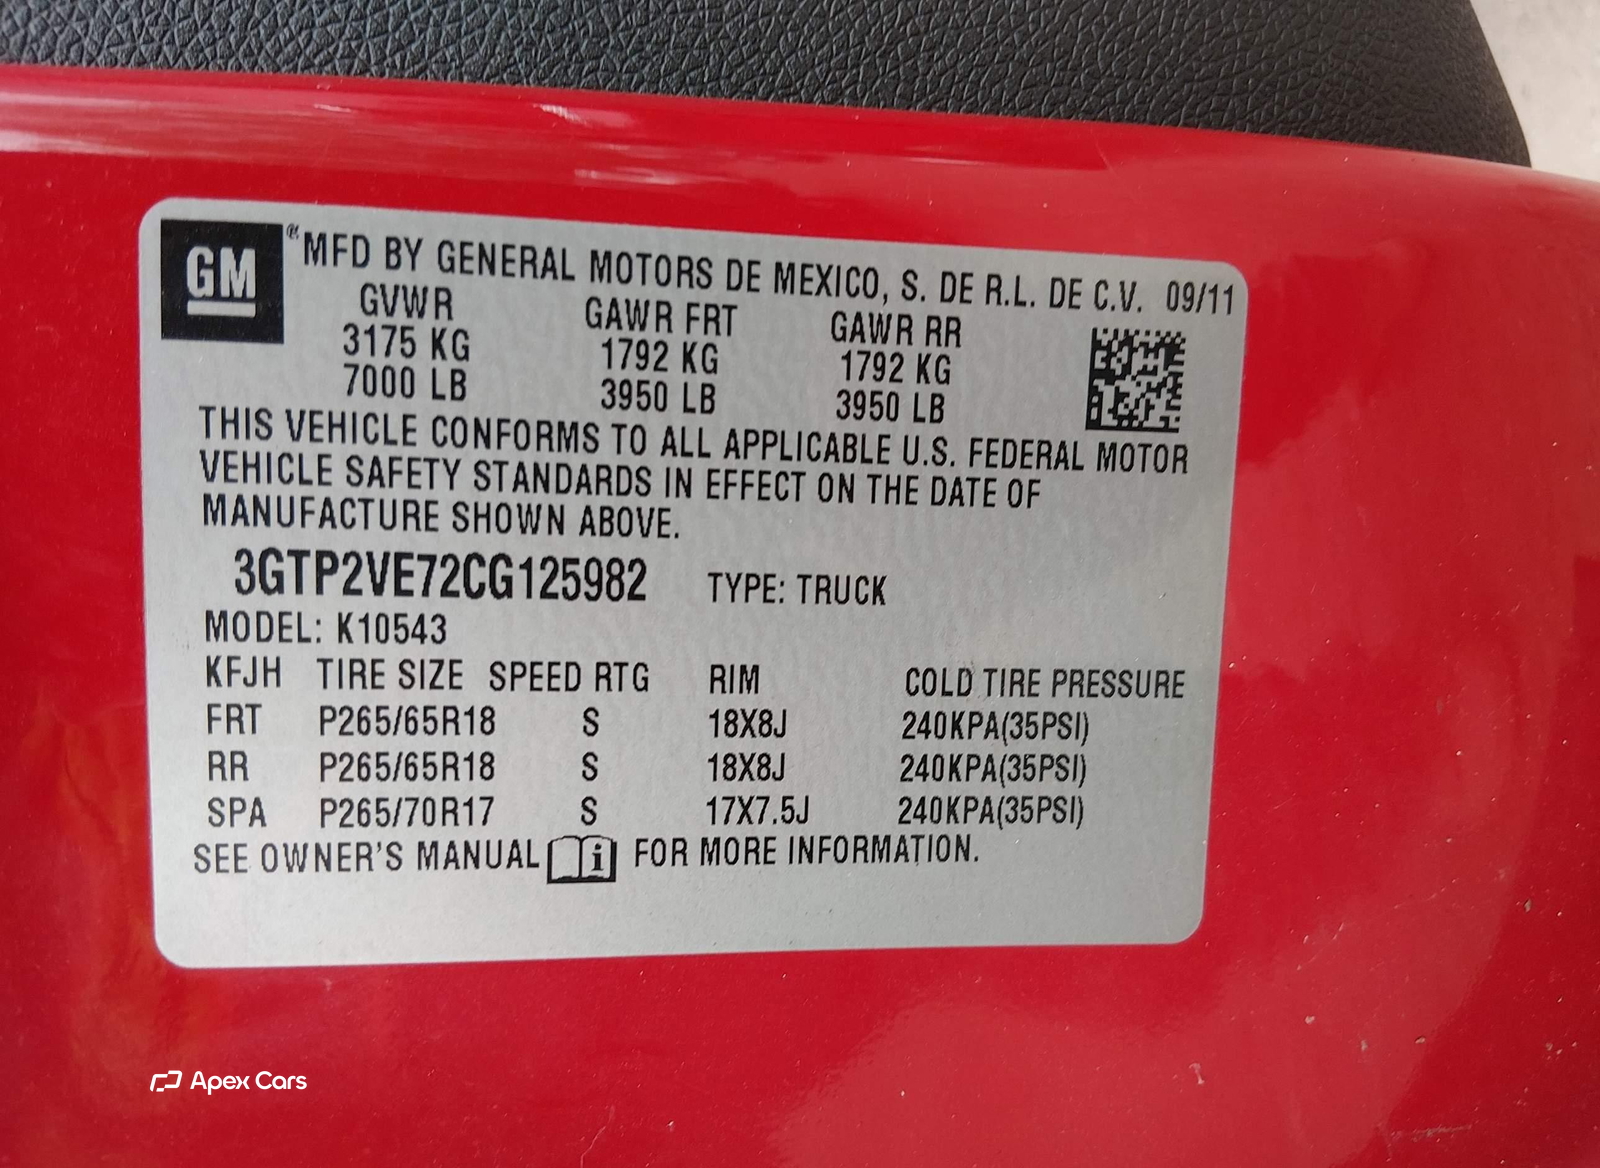 GM ® MFD BY GENERAL MOTORS DE MEXICO, S. DE R.L. DE C.V. 09/11
GVWR GAWR FRT GAWR RR
3175 KG 1792 KG 1792 KG
7000 LB 3950 LB 3950 LB
THIS VEHICLE CONFORMS TO ALL APPLICABLE U.S. FEDERAL MOTOR
VEHICLE SAFETY STANDARDS IN EFFECT ON THE DATE OF
MANUFACTURE SHOWN ABOVE.
3GTP2VE72CG125982 TYPE: TRUCK
MODEL: K10543
KFJH TIRE SIZE SPEED RTG RIM COLD TIRE PRESSURE
FRT P265/65R18 S 18X8J 240KPA(35PSI)
RR P265/65R18 S 18X8J 240KPA(35PSI)
SPA P265/70R17 S 17X7.5J 240KPA(35PSI)
SEE OWNER'S MANUAL i FOR MORE INFORMATION.
Apex Cars